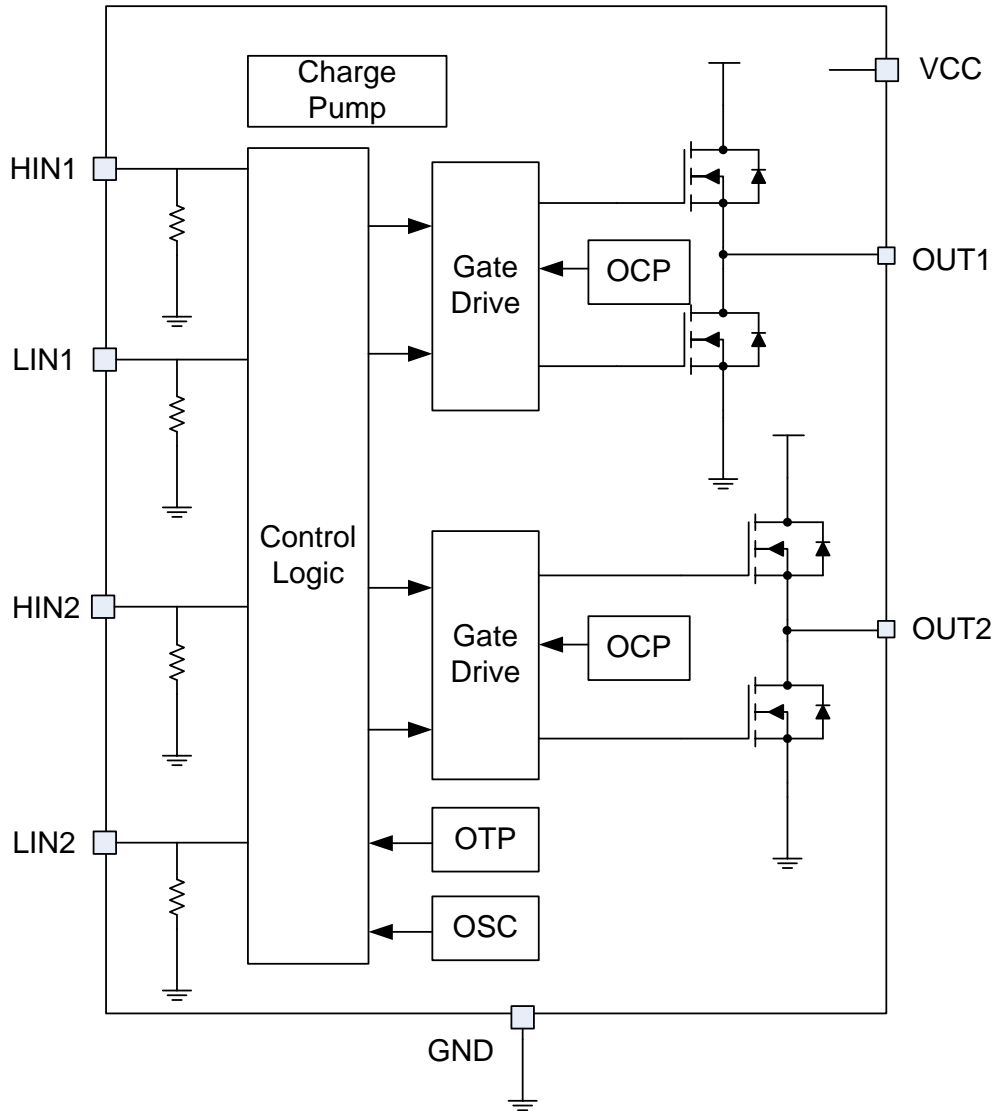 Charge
Pump
VCC
HIN1
Gate
Drive
OCP
OUT1
LIN1
Control
Logic
HIN2
Gate
Drive
OCP
OUT2
LIN2
OTP
OSC
GND